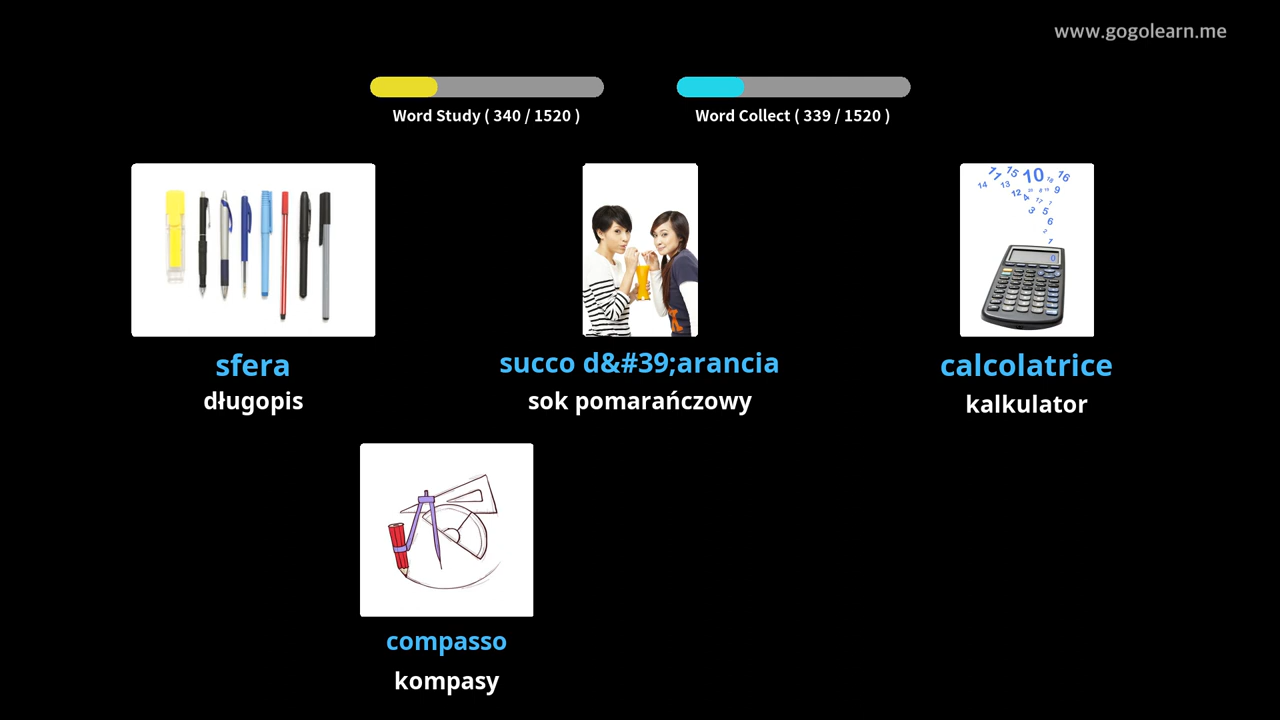 www.gogolearn.me
Word Study ( 340 / 1520 )
Word Collect ( 339 / 1520 )
sfera
długopis
succo d&#39;arancia
sok pomarańczowy
calcolatrice
kalkulator
compasso
kompasy